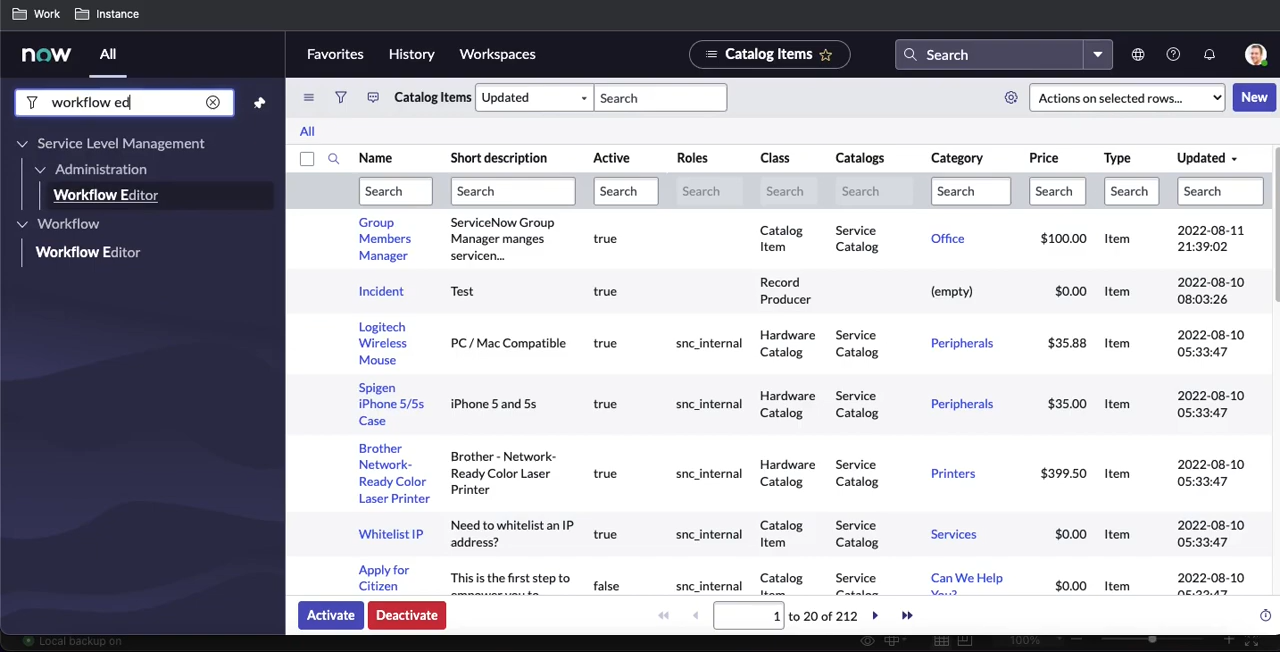 Work Instance
now All Favorites History Workspaces Catalog Items Search
workflow ed
Catalog Items Updated Search Actions on selected rows... New
All
Service Level Management
Administration
Workflow Editor
Workflow
Workflow Editor
Name Short description Active Roles Class Catalogs Category Price Type Updated
Search Search Search Search Search Search Search Search Search Search
Group
Members
Manager
ServiceNow Group
Manager manges
servicen...
true
Catalog
Item
Service
Catalog
Office
$100.00
Item
2022-08-11
21:39:02
Incident
Test
true
Record
Producer
(empty)
$0.00
Item
2022-08-10
08:03:26
Logitech
Wireless
Mouse
PC / Mac Compatible
true
snc_internal
Hardware
Catalog
Service
Catalog
Peripherals
$35.88
Item
2022-08-10
05:33:47
Spigen
iPhone 5/5s
Case
iPhone 5 and 5s
true
snc_internal
Hardware
Catalog
Service
Catalog
Peripherals
$35.00
Item
2022-08-10
05:33:47
Brother
Network-
Ready Color
Laser Printer
Brother - Network-
Ready Color Laser
Printer
true
snc_internal
Hardware
Catalog
Service
Catalog
Printers
$399.50
Item
2022-08-10
05:33:47
Whitelist IP
Need to whitelist an IP
address?
true
snc_internal
Catalog
Item
Service
Catalog
Services
$0.00
Item
2022-08-10
05:33:47
Apply for
Citizen
This is the first step to
empower you to
false
snc_internal
Catalog
Item
Service
Catalog
Can We Help
You?
$0.00
Item
2022-08-10
05:33:47
Activate Deactivate 1 to 20 of 212
Local backup on 100%